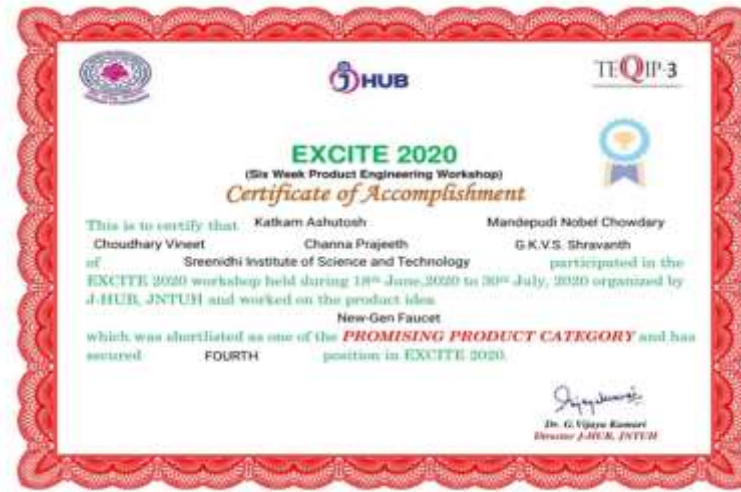 J HUB
TEQIP-3
EXCITE 2020
(Six Week Product Engineering Workshop)
Certificate of Accomplishment
This is to certify that Katkam Ashutosh Mandepudi Nobel Chowdary
Choudhary Vineet Channa Prajeeth G.K.V.S. Shravanth
of Sreenidhi Institute of Science and Technology participated in the
EXCITE 2020 workshop held during 18th June,2020 to 30th July, 2020 organized by
J-HUB, JNTUH and worked on the product idea
New-Gen Faucet
which was shortlisted as one of the PROMISING PRODUCT CATEGORY and has
secured FOURTH position in EXCITE 2020.
Dr. G.Vijaya Kumari
Director J-HUB, JNTUH